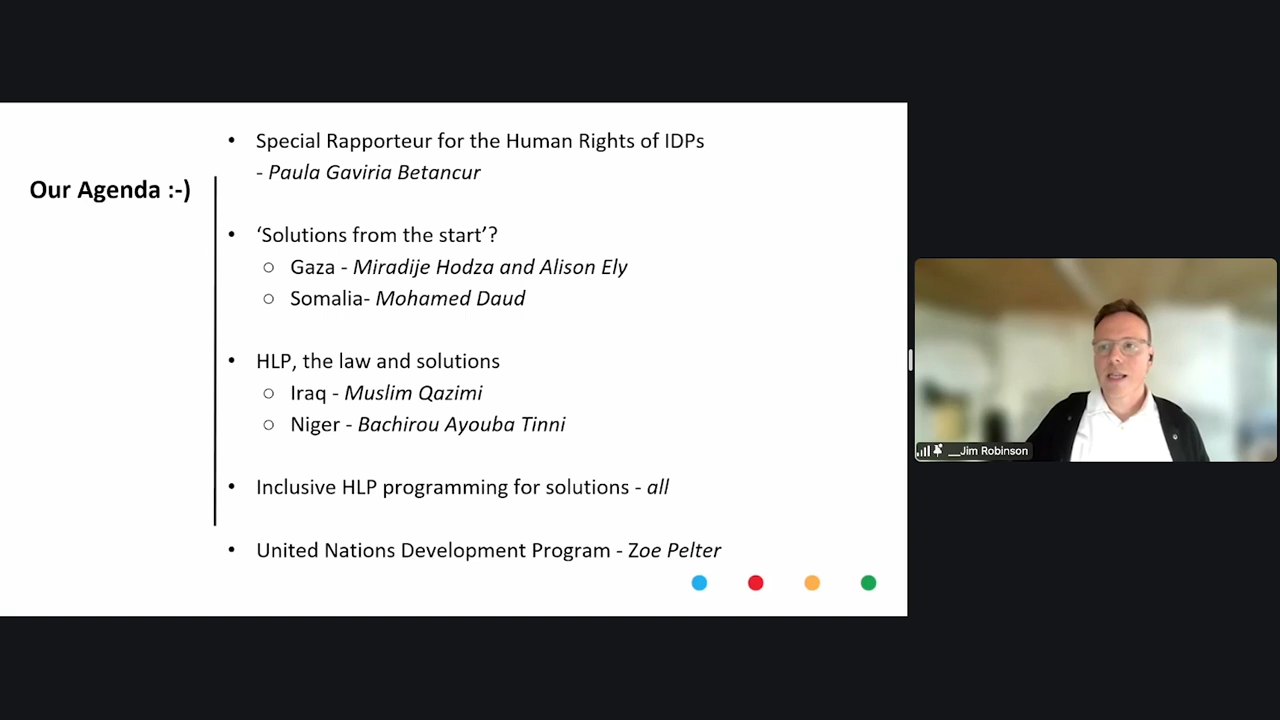 Our Agenda :-)
• Special Rapporteur for the Human Rights of IDPs
- Paula Gaviria Betancur
• ‘Solutions from the start’?
○ Gaza - Miradije Hodza and Alison Ely
○ Somalia- Mohamed Daud
• HLP, the law and solutions
○ Iraq - Muslim Qazimi
○ Niger - Bachirou Ayouba Tinni
• Inclusive HLP programming for solutions - all
• United Nations Development Program - Zoe Pelter
__Jim Robinson